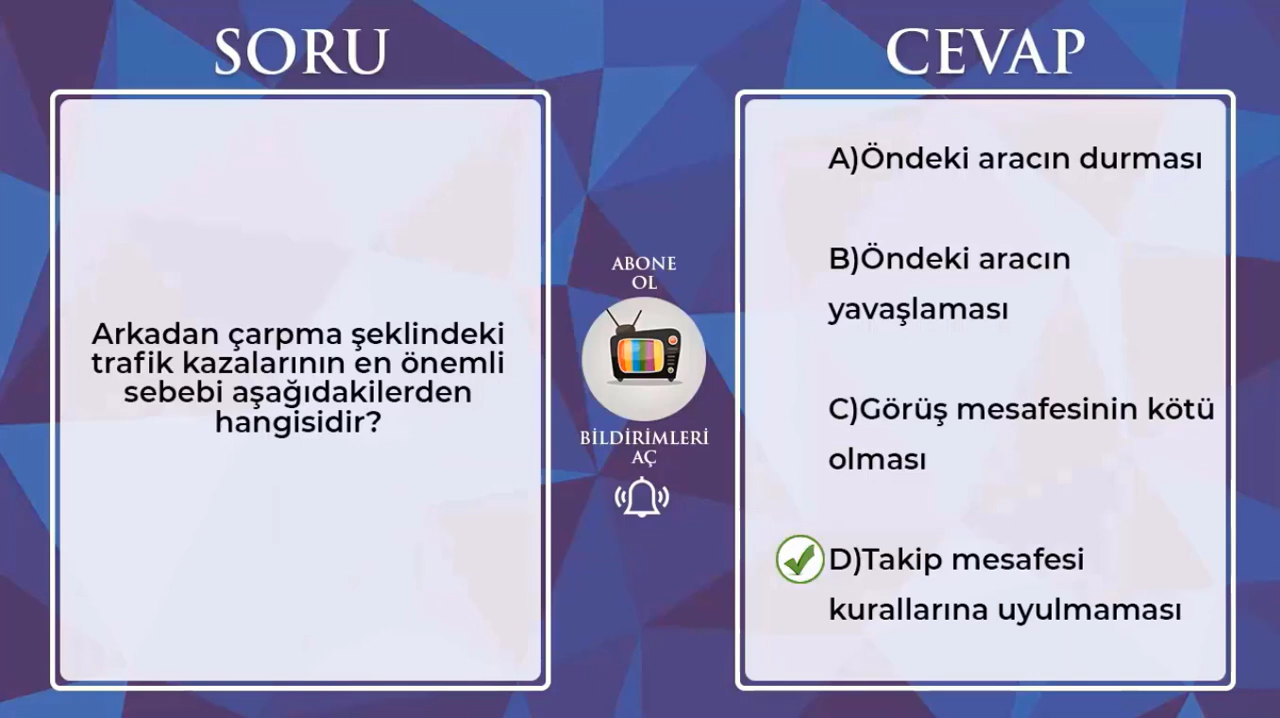 SORU
Arkadan çarpma şeklindeki
trafik kazalarının en önemli
sebebi aşağıdakilerden
hangisidir?
ABONE
OL
BİLDİRİMLERİ
AÇ
CEVAP
A)Öndeki aracın durması
B)Öndeki aracın
yavaşlaması
C)Görüş mesafesinin kötü
olması
D)Takip mesafesi
kurallarına uyulmaması